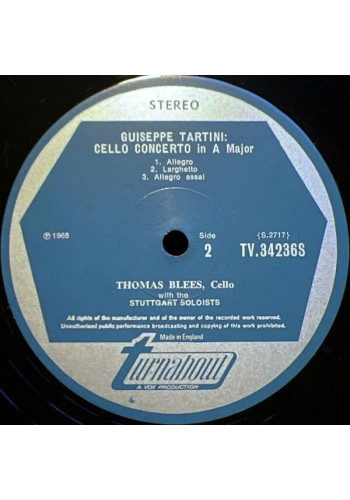 STEREO
GUISEPPE TARTINI:
CELLO CONCERTO in A Major
1. Allegro
2. Larghetto
3. Allegro assai
℗ 1968
Side
2
(S.2717)
TV.34236S
THOMAS BLEES, Cello
with the
STUTTGART SOLOISTS
All rights of the manufacturer and of the owner of the recorded work reserved.
Unauthorised public performance broadcasting and copying of this work prohibited.
Made in England
turnabout
A VOX PRODUCTION